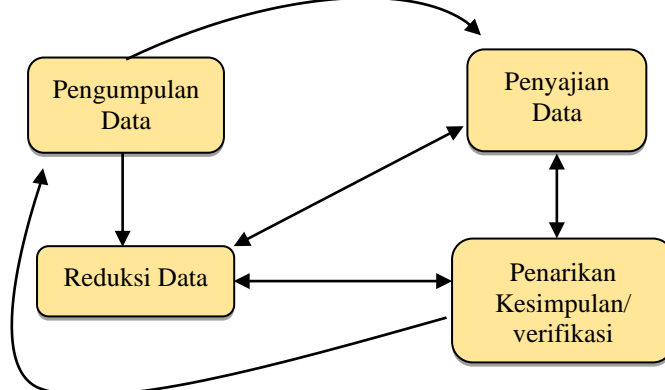 Pengumpulan
Data
Penyajian
Data
Reduksi Data
Penarikan
Kesimpulan/
verifikasi